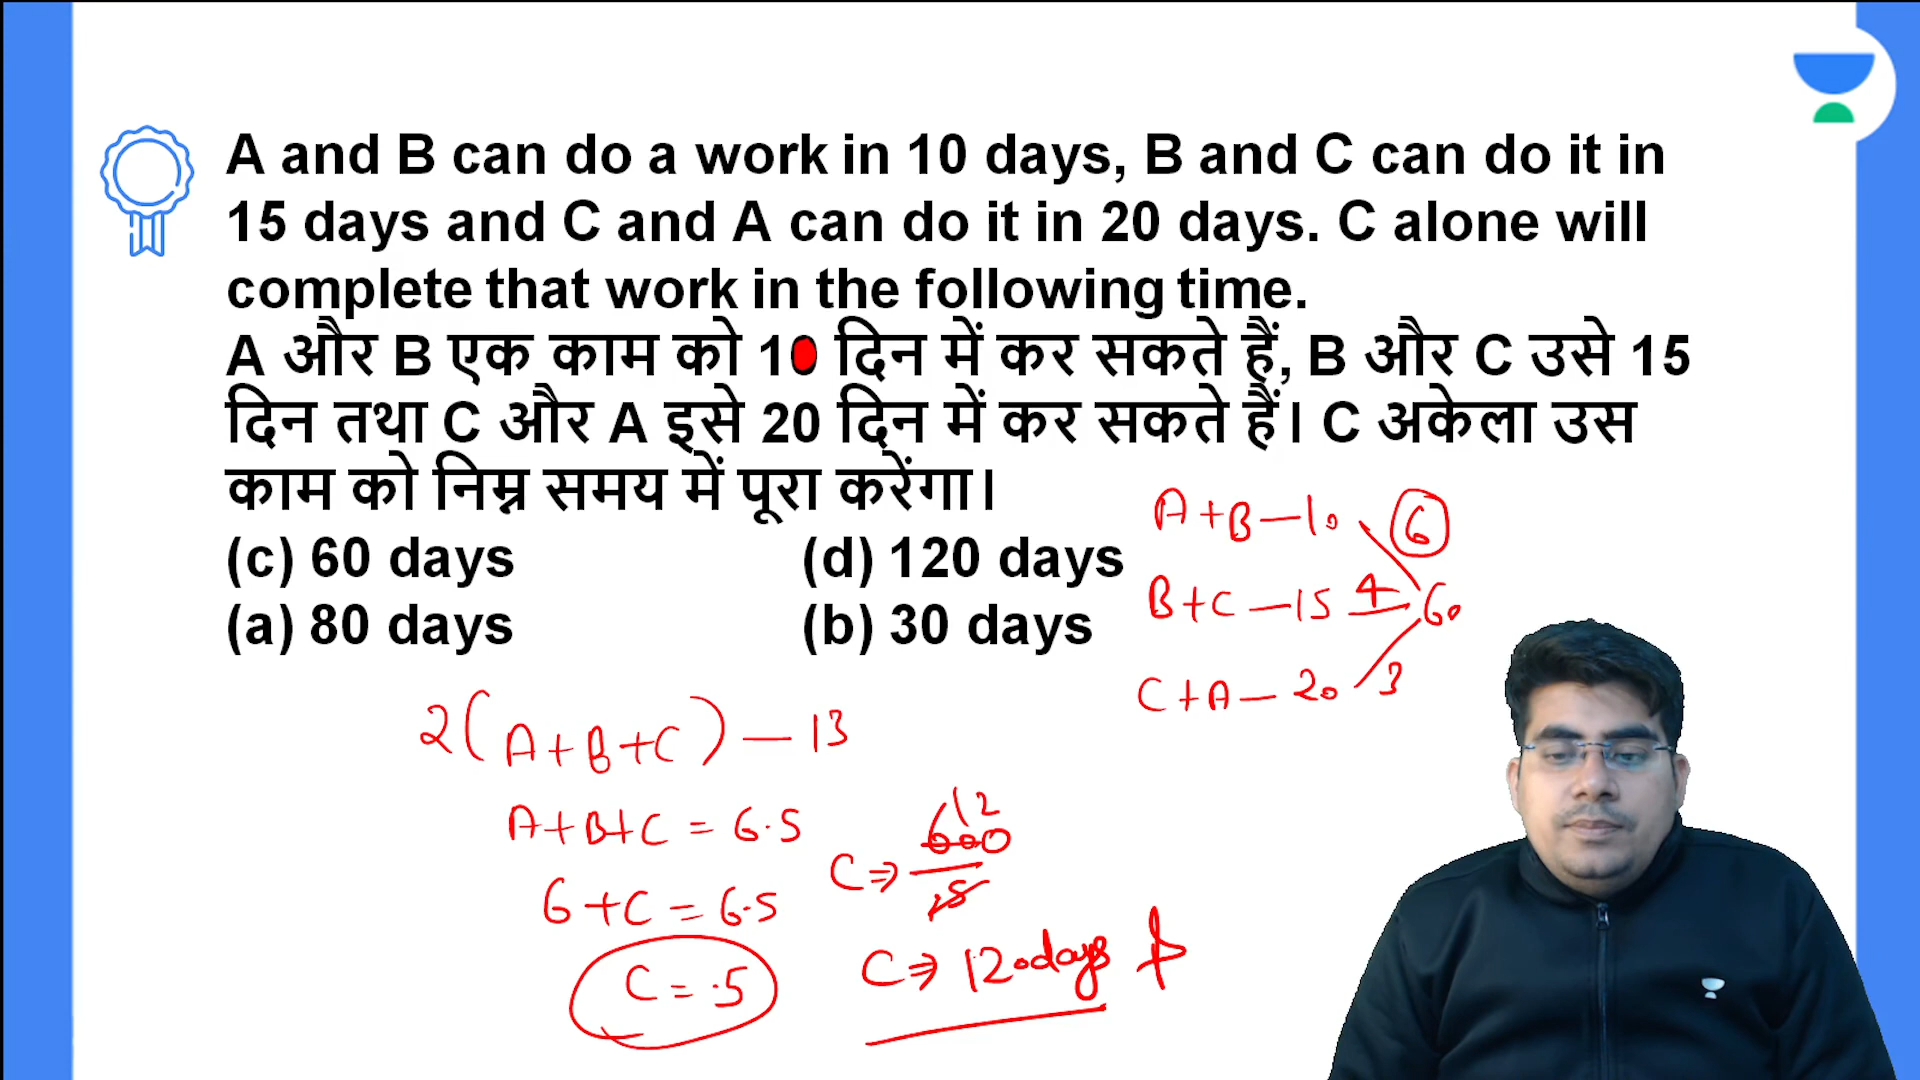 A and B can do a work in 10 days, B and C can do it in
15 days and C and A can do it in 20 days. C alone will
complete that work in the following time.
A और B एक काम को 10 दिन में कर सकते हैं, B और C उसे 15
दिन तथा C और A इसे 20 दिन में कर सकते हैं। C अकेला उस
काम को निम्न समय में पूरा करेंगा।
(c) 60 days (d) 120 days
(a) 80 days (b) 30 days
A+B—10 6
B+C—15 4 60
C+A—20 3
2(A+B+C)—13
A+B+C = 6.5
6+C = 6.5
C = .5
12
C⇒ 600
C⇒ 120days